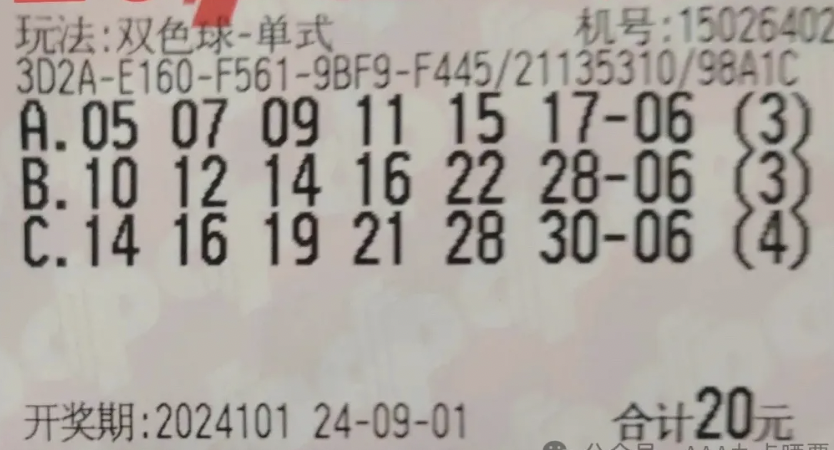 玩法:双色球-单式 机号:15026402
3D2A-E160-F561-9BF9-F445/21135310/98A1C
A.05 07 09 11 15 17-06 (3)
B.10 12 14 16 22 28-06 (3)
C.14 16 19 21 28 30-06 (4)
开奖期:2024101 24-09-01 合计20元